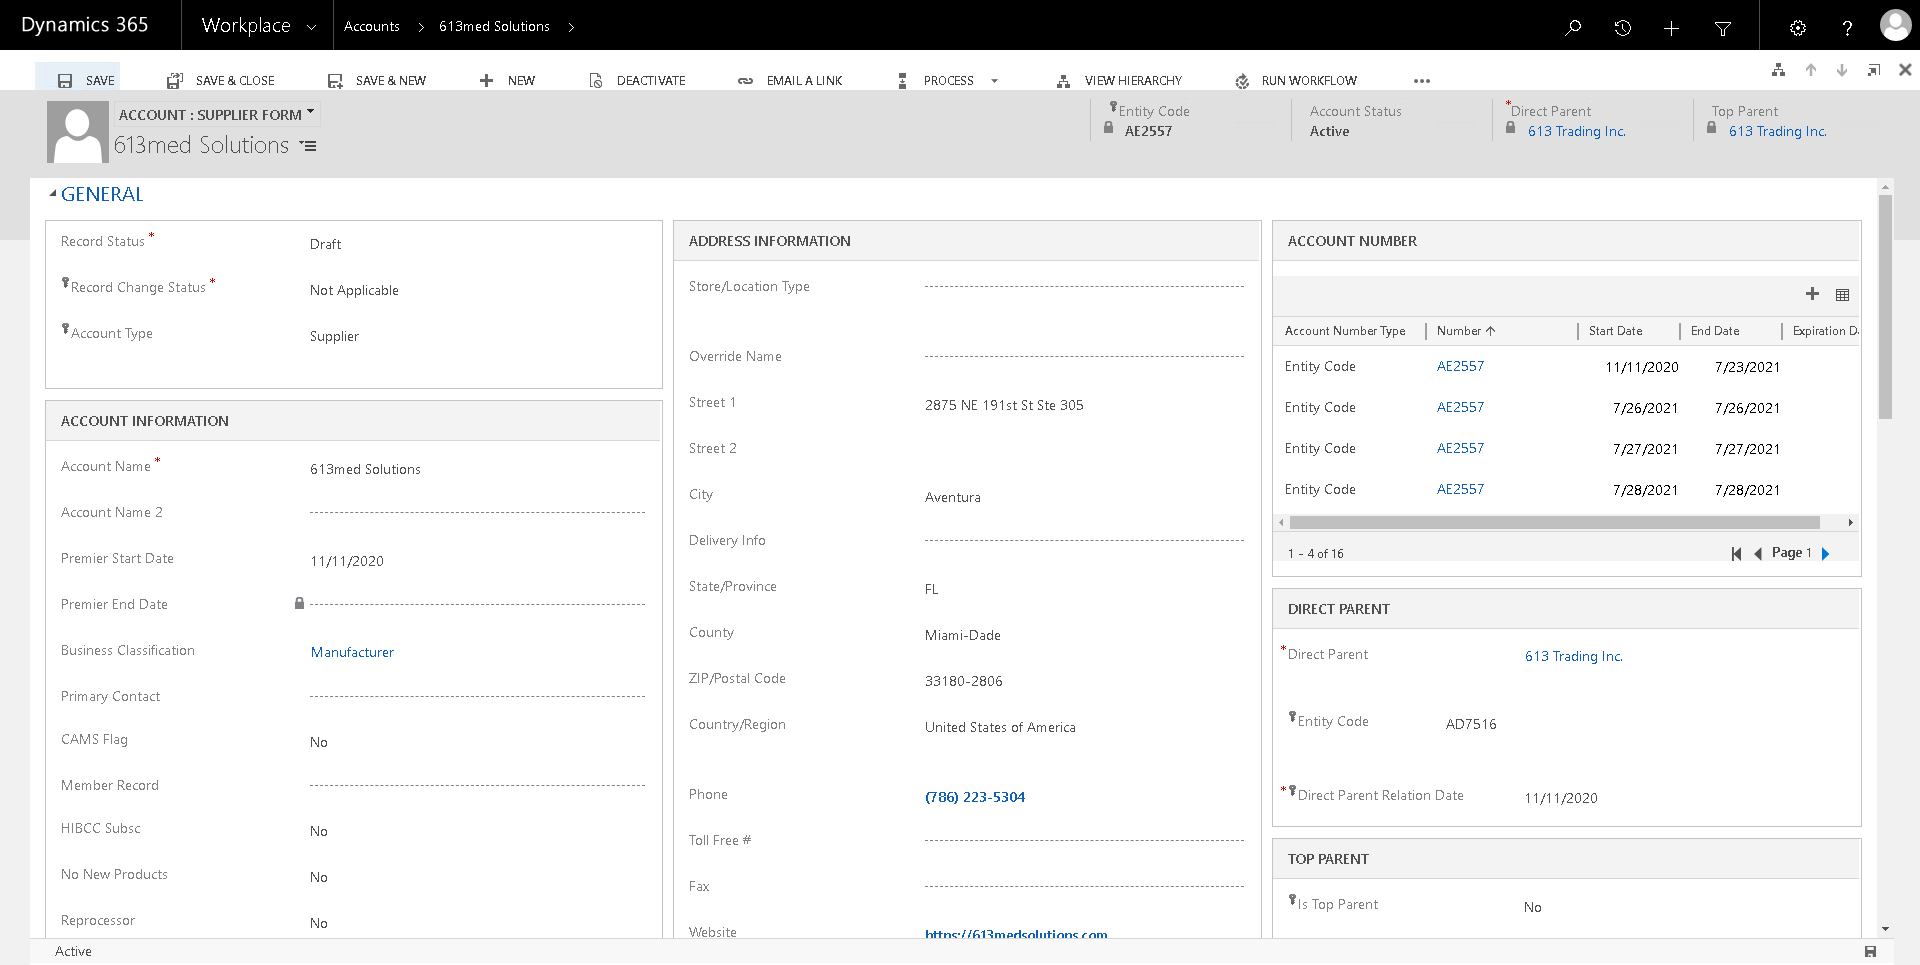 Dynamics 365 Workplace Accounts 613med Solutions
SAVE SAVE & CLOSE SAVE & NEW NEW DEACTIVATE EMAIL A LINK PROCESS VIEW HIERARCHY RUN WORKFLOW •••
ACCOUNT : SUPPLIER FORM
613med Solutions
Entity Code
AE2557
Account Status
Active
*Direct Parent
613 Trading Inc.
Top Parent
613 Trading Inc.
GENERAL
Record Status * Draft
Record Change Status * Not Applicable
Account Type Supplier
ACCOUNT INFORMATION
Account Name * 613med Solutions
Account Name 2
Premier Start Date 11/11/2020
Premier End Date
Business Classification Manufacturer
Primary Contact
CAMS Flag No
Member Record
HIBCC Subsc No
No New Products No
Reprocessor No
ADDRESS INFORMATION
Store/Location Type
Override Name
Street 1 2875 NE 191st St Ste 305
Street 2
City Aventura
Delivery Info
State/Province FL
County Miami-Dade
ZIP/Postal Code 33180-2806
Country/Region United States of America
Phone (786) 223-5304
Toll Free #
Fax
Website https://613medsolutions.com
ACCOUNT NUMBER
Account Number Type Number Start Date End Date Expiration D
Entity Code AE2557 11/11/2020 7/23/2021
Entity Code AE2557 7/26/2021 7/26/2021
Entity Code AE2557 7/27/2021 7/27/2021
Entity Code AE2557 7/28/2021 7/28/2021
1 - 4 of 16 Page 1
DIRECT PARENT
*Direct Parent 613 Trading Inc.
Entity Code AD7516
*Direct Parent Relation Date 11/11/2020
TOP PARENT
Is Top Parent No
Active